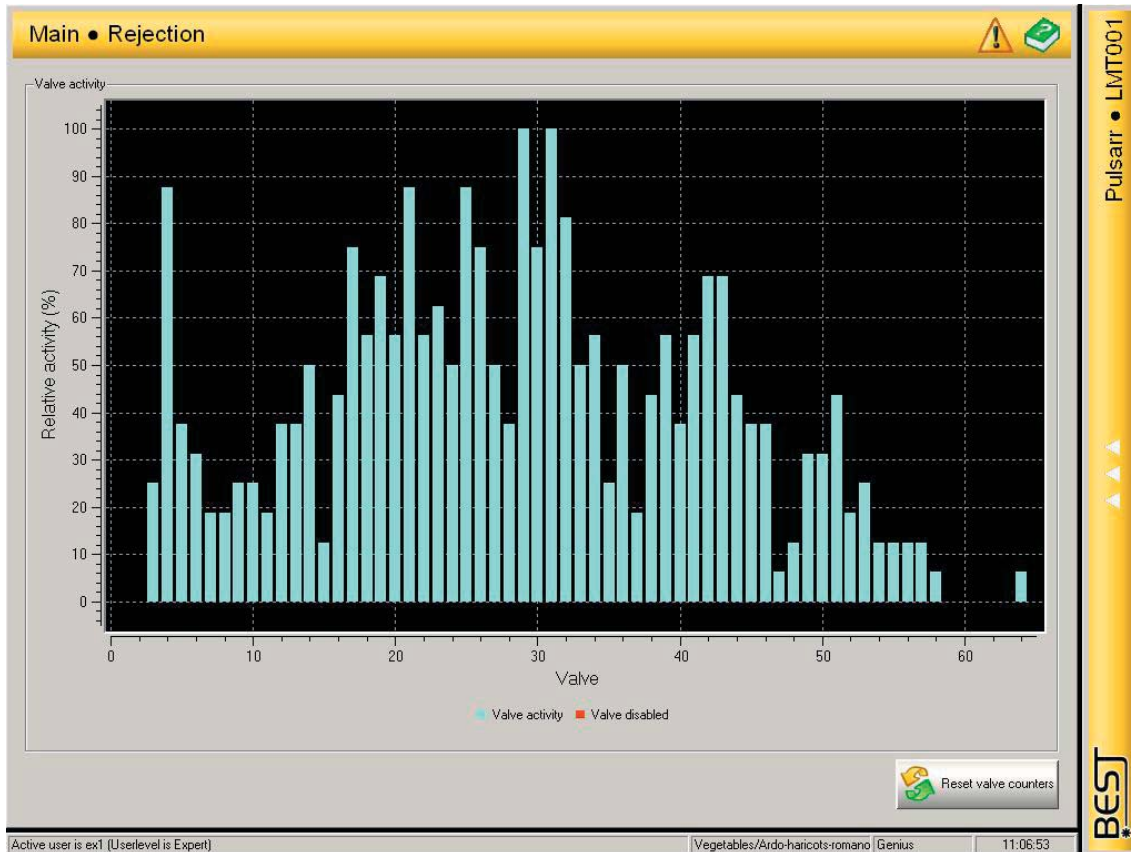 Main ● Rejection
Valve activity
100
90
80
70
60
50
40
30
20
10
0
Relative activity (%)
0 10 20 30 40 50 60
Valve
Valve activity Valve disabled
Reset valve counters
Active user is ex1 (Userlevel is Expert) Vegetables/Ardo-haricots-romano Genius 11:06:53
Pulsarr ● LMT001
BEST